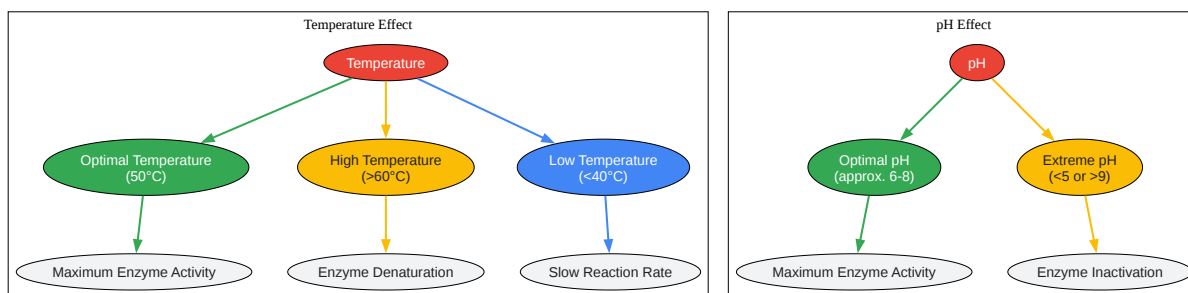 Temperature Effect
Temperature
Optimal Temperature
(50°C)
High Temperature
(>60°C)
Low Temperature
(<40°C)
Maximum Enzyme Activity
Enzyme Denaturation
Slow Reaction Rate
pH Effect
pH
Optimal pH
(approx. 6-8)
Extreme pH
(<5 or >9)
Maximum Enzyme Activity
Enzyme Inactivation